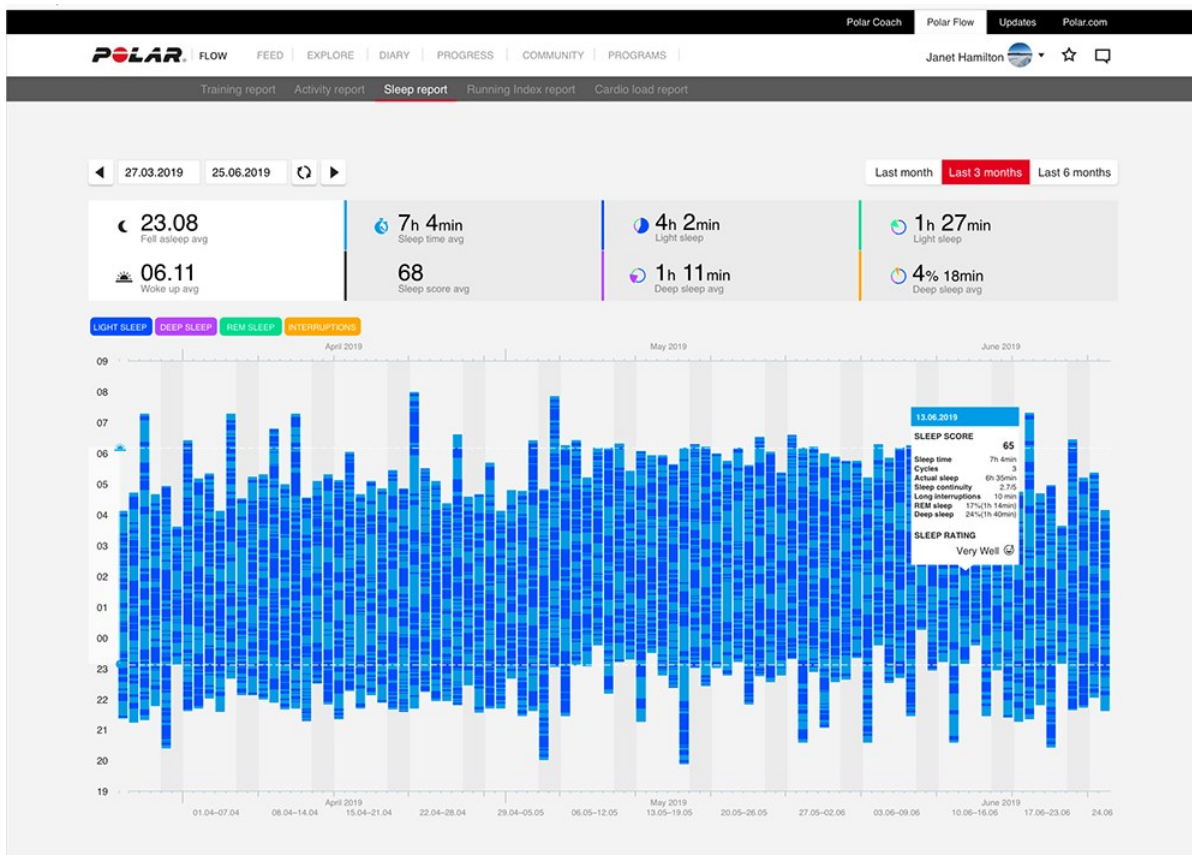 Polar Coach Polar Flow Updates Polar.com
POLAR. FLOW FEED EXPLORE DIARY PROGRESS COMMUNITY PROGRAMS Janet Hamilton
Training report Activity report Sleep report Running Index report Cardio load report
27.03.2019 25.06.2019 Last month Last 3 months Last 6 months
23.08
Fell asleep avg
7h 4min
Sleep time avg
4h 2min
Light sleep
1h 27min
Light sleep
06.11
Woke up avg
68
Sleep score avg
1h 11min
Deep sleep avg
4% 18min
Deep sleep avg
LIGHT SLEEP DEEP SLEEP REM SLEEP INTERRUPTIONS
April 2019 May 2019 June 2019
09
08
07
06
05
04
03
02
01
00
23
22
21
20
19
13.06.2019
SLEEP SCORE
65
Sleep time 7h 4min
Cycles 3
Actual sleep 6h 35min
Sleep continuity 2.7/5
Long interruptions 10 min
REM sleep 17%(1h 14min)
Deep sleep 24%(1h 40min)
SLEEP RATING
Very Well
April 2019 May 2019 June 2019
01.04–07.04 08.04–14.04 15.04–21.04 22.04–28.04 29.04–05.05 06.05–12.05 13.05–19.05 20.05–26.05 27.05–02.06 03.06–09.06 10.06–16.06 17.06–23.06 24.06